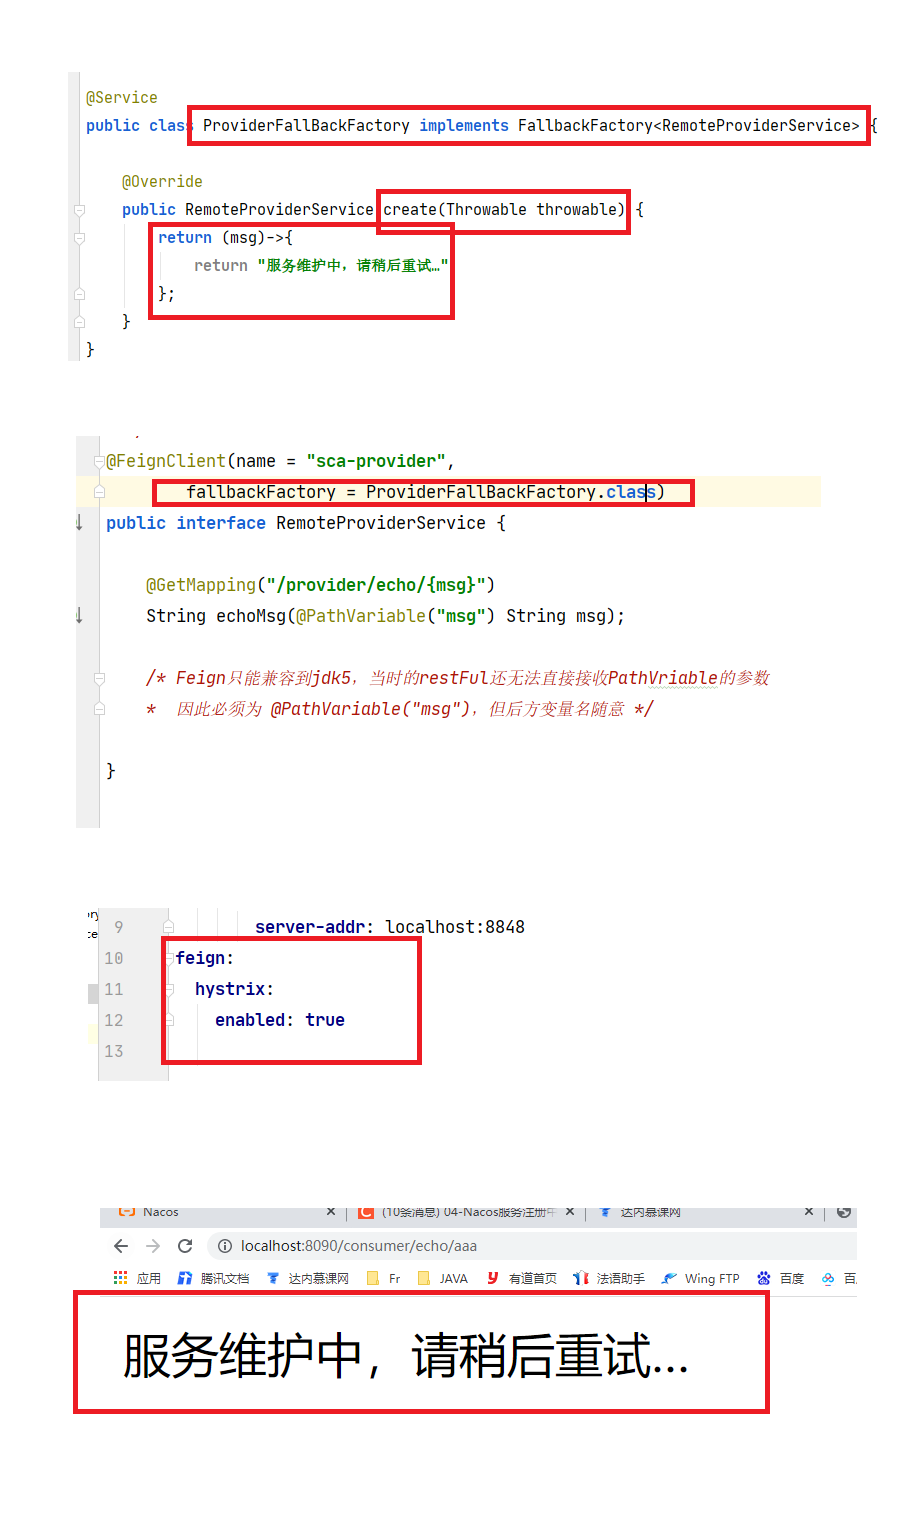 @Service
public class ProviderFallBackFactory implements FallbackFactory<RemoteProviderService> {
@Override
public RemoteProviderService create(Throwable throwable) {
return (msg)->{
return "服务维护中，请稍后重试…"
};
}
}
@FeignClient(name = "sca-provider",
fallbackFactory = ProviderFallBackFactory.class)
public interface RemoteProviderService {
@GetMapping("/provider/echo/{msg}")
String echoMsg(@PathVariable("msg") String msg);
/* Feign只能兼容到jdk5，当时的restFul还无法直接接收PathVriable的参数
* 因此必须为 @PathVariable("msg")，但后方变量名随意 */
}
9 server-addr: localhost:8848
10 feign:
11 hystrix:
12 enabled: true
13
Nacos (10条消息) 04-Nacos服务注册中 达内慕课网
localhost:8090/consumer/echo/aaa
应用 腾讯文档 达内慕课网 Fr JAVA 有道首页 法语助手 Wing FTP 百度 百
服务维护中，请稍后重试...